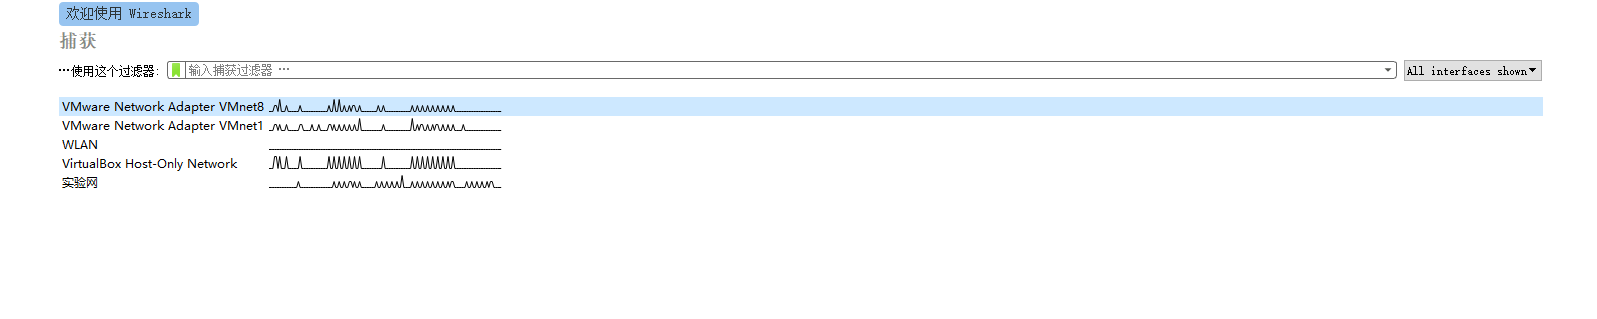 欢迎使用 Wireshark
捕获
…使用这个过滤器： 输入捕获过滤器 … All interfaces shown
VMware Network Adapter VMnet8
VMware Network Adapter VMnet1
WLAN
VirtualBox Host-Only Network
实验网